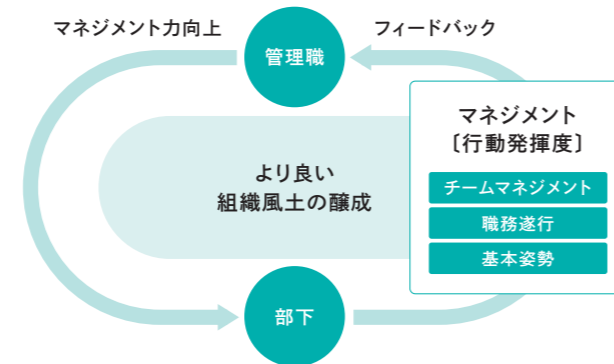 マネジメント力向上
フィードバック
管理職
マネジメント
〔行動発揮度〕
チームマネジメント
職務遂行
基本姿勢
より良い
組織風土の醸成
部下